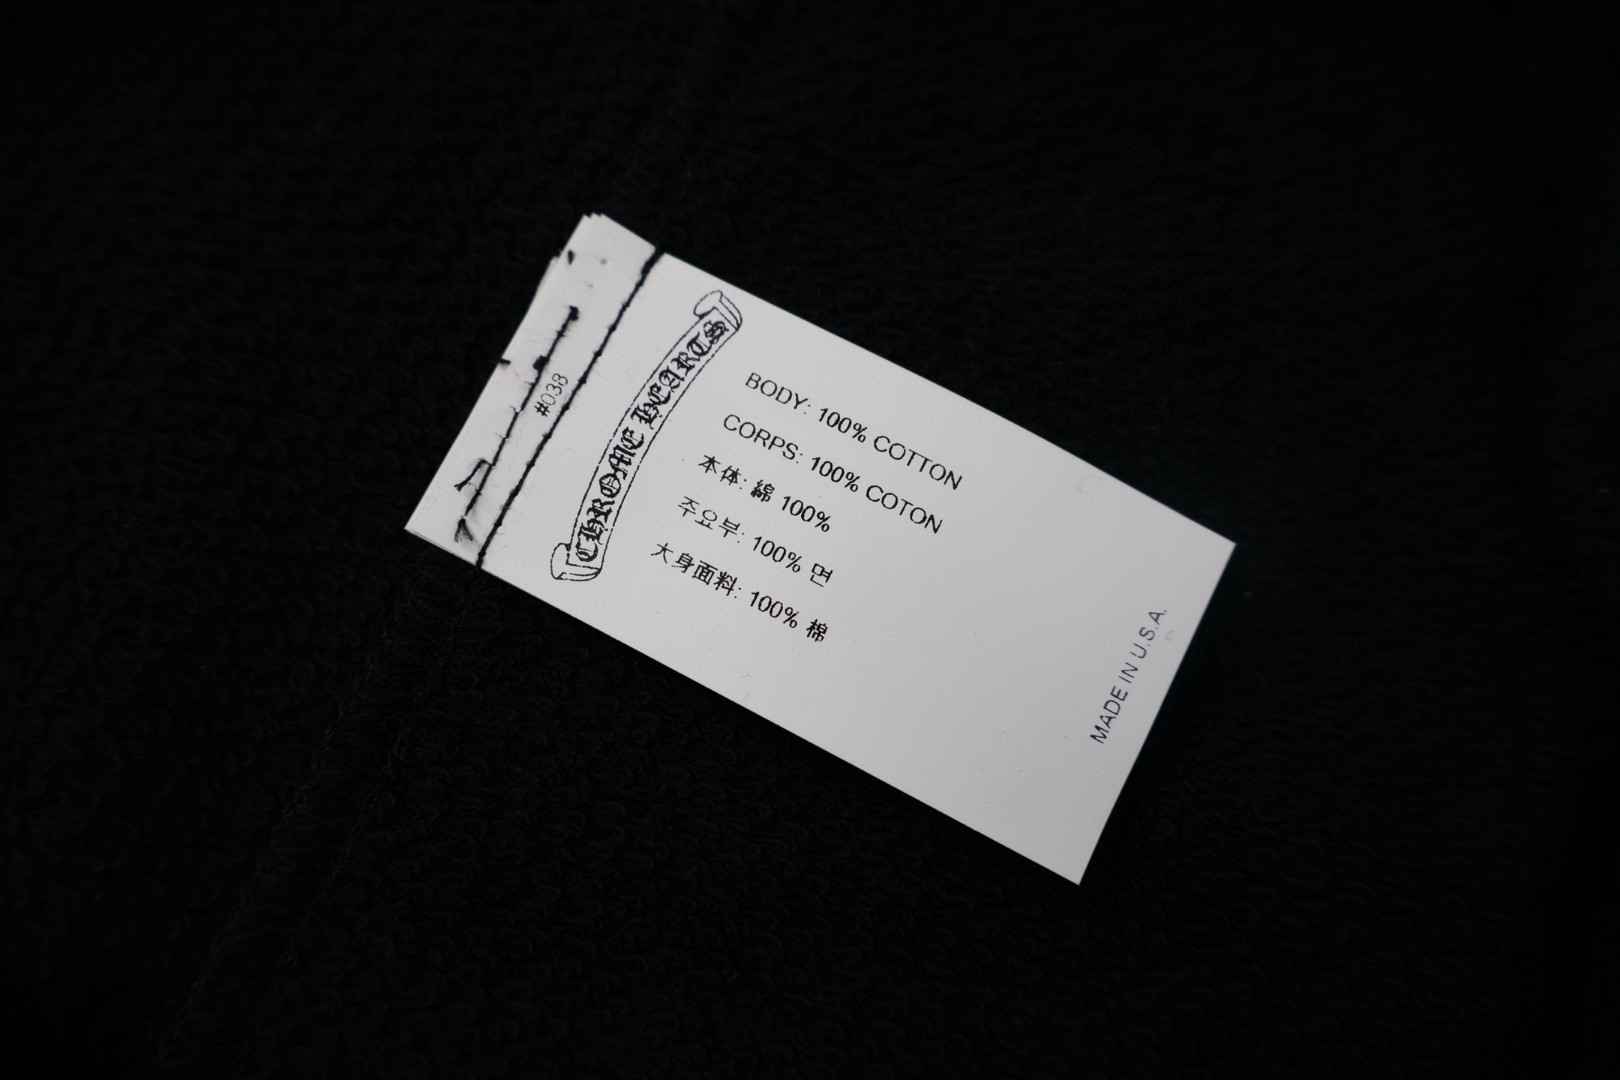 #038
CHROME HEARTS
BODY: 100% COTTON
CORPS: 100% COTON
本体: 綿 100%
주요부: 100% 면
大身面料: 100% 棉
MADE IN U.S.A.